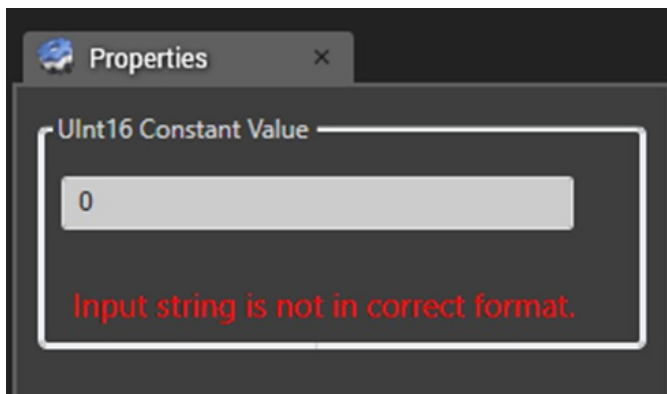 Properties ×
UInt16 Constant Value
0
Input string is not in correct format.